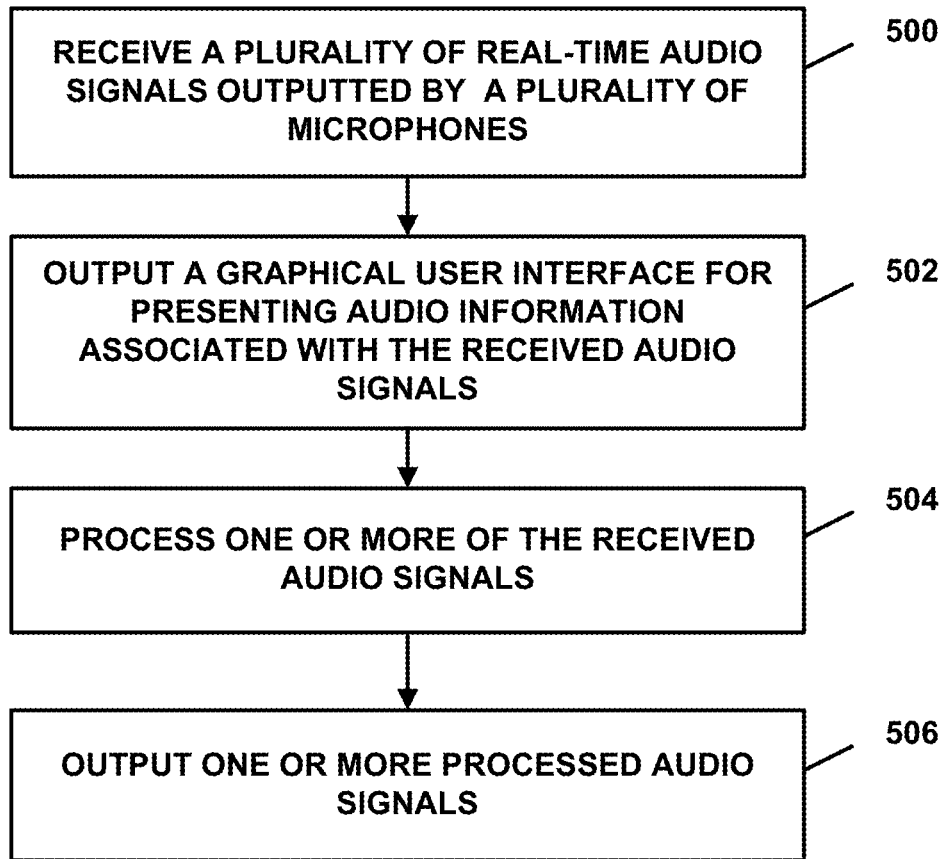 RECEIVE A PLURALITY OF REAL-TIME AUDIO
SIGNALS OUTPUTTED BY A PLURALITY OF
MICROPHONES
500
OUTPUT A GRAPHICAL USER INTERFACE FOR
PRESENTING AUDIO INFORMATION
ASSOCIATED WITH THE RECEIVED AUDIO
SIGNALS
502
PROCESS ONE OR MORE OF THE RECEIVED
AUDIO SIGNALS
504
OUTPUT ONE OR MORE PROCESSED AUDIO
SIGNALS
506